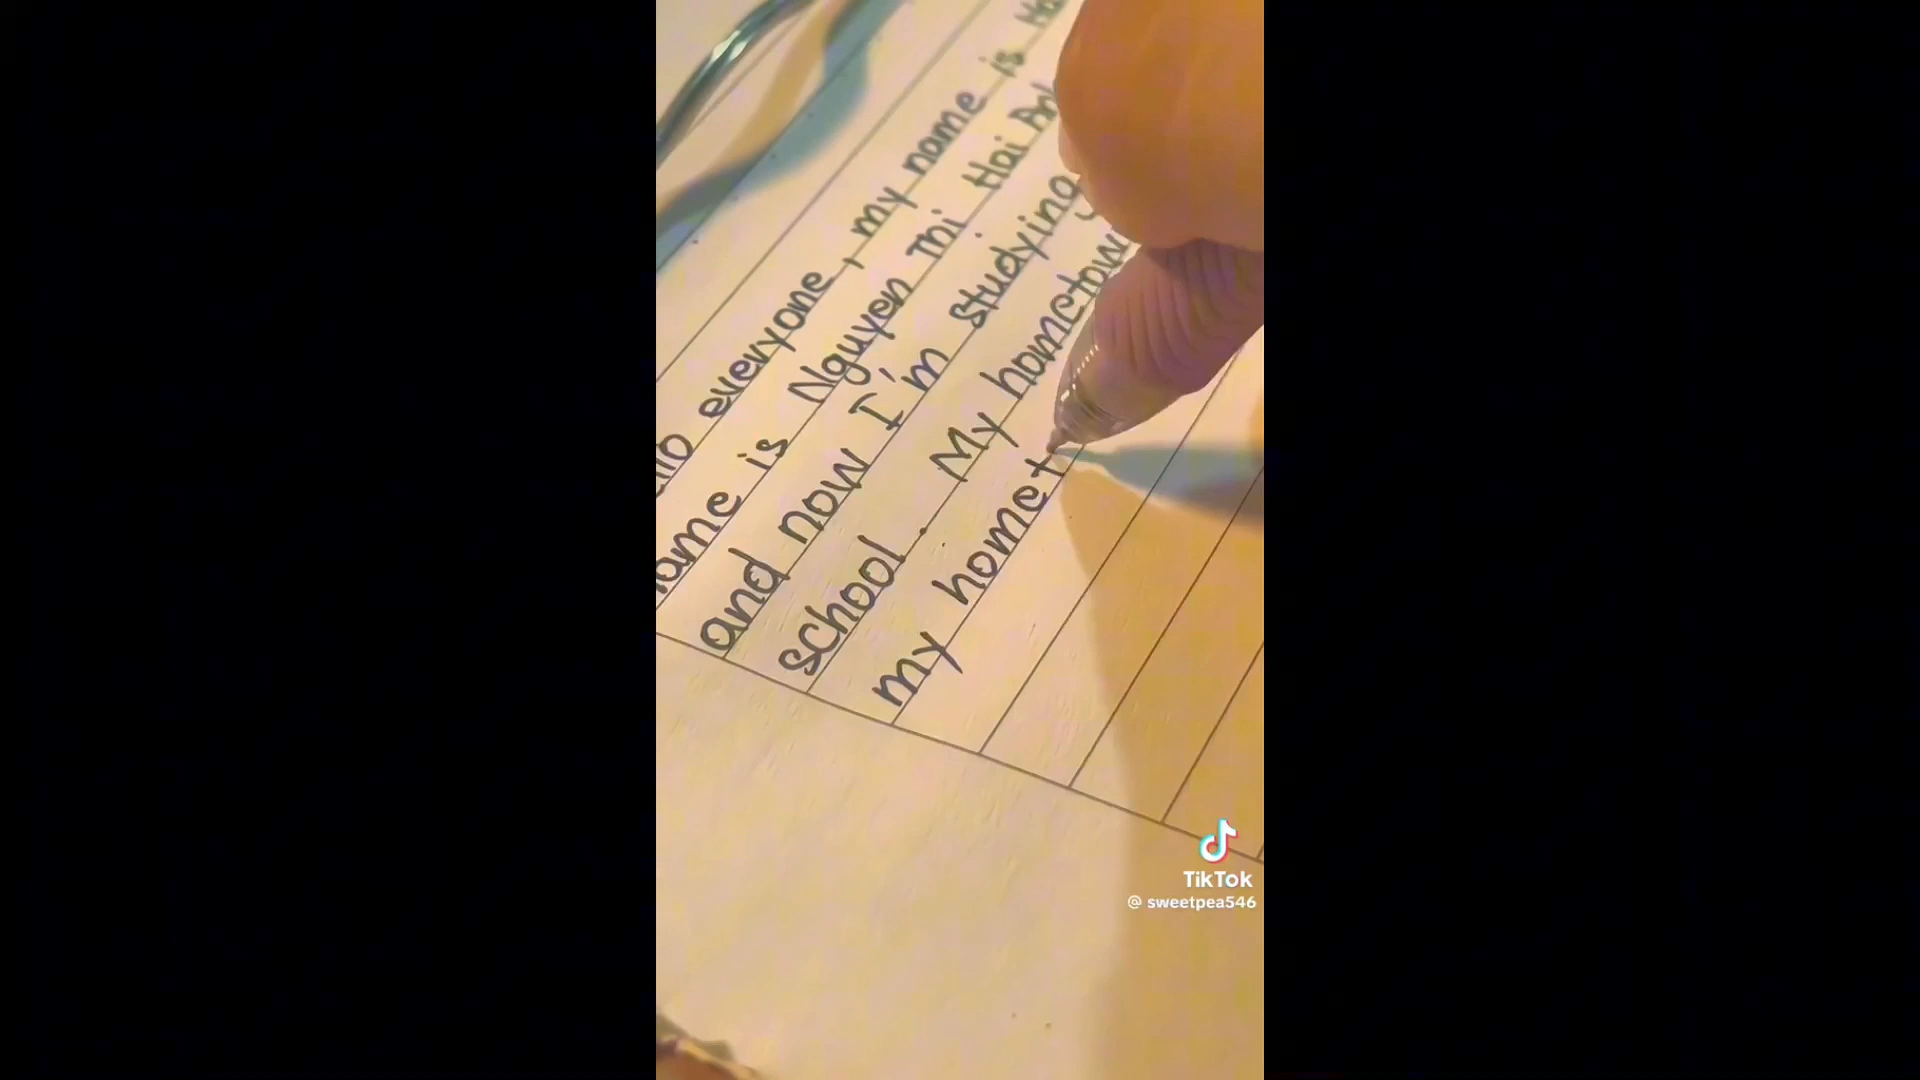 everyone, my name is
name is Nguyen Thi Hai Anh
and now I'm studying
school. My hometow
my homet
TikTok
@ sweetpea546